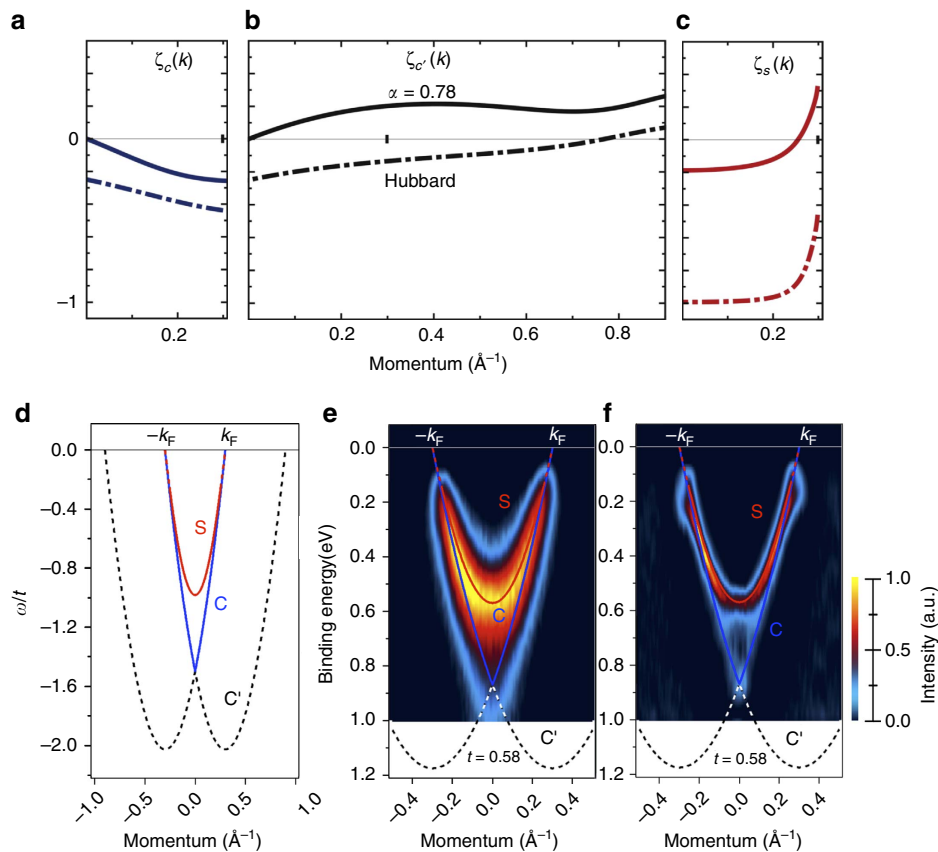 a
b
c
ζc(k)
ζc′(k)
ζs(k)
α = 0.78
0
Hubbard
−1
0.2
0
0.2
0.4
0.6
0.8
0.2
Momentum (Å−1)
d
e
f
−kF kF
−kF kF
−kF kF
0.0
−0.4
−0.8
−1.2
−1.6
−2.0
ω/t
S
C
C'
−1.0
−0.5
0.0
0.5
1.0
Momentum (Å−1)
0.0
0.2
0.4
0.6
0.8
1.0
1.2
Binding energy(eV)
S
C
C'
t = 0.58
−0.4
−0.2
0.0
0.2
0.4
Momentum (Å−1)
0.0
0.2
0.4
0.6
0.8
1.0
1.2
S
C
C'
t = 0.58
−0.4
−0.2
0.0
0.2
0.4
Momentum (Å−1)
1.0
0.0
Intensity (a.u.)